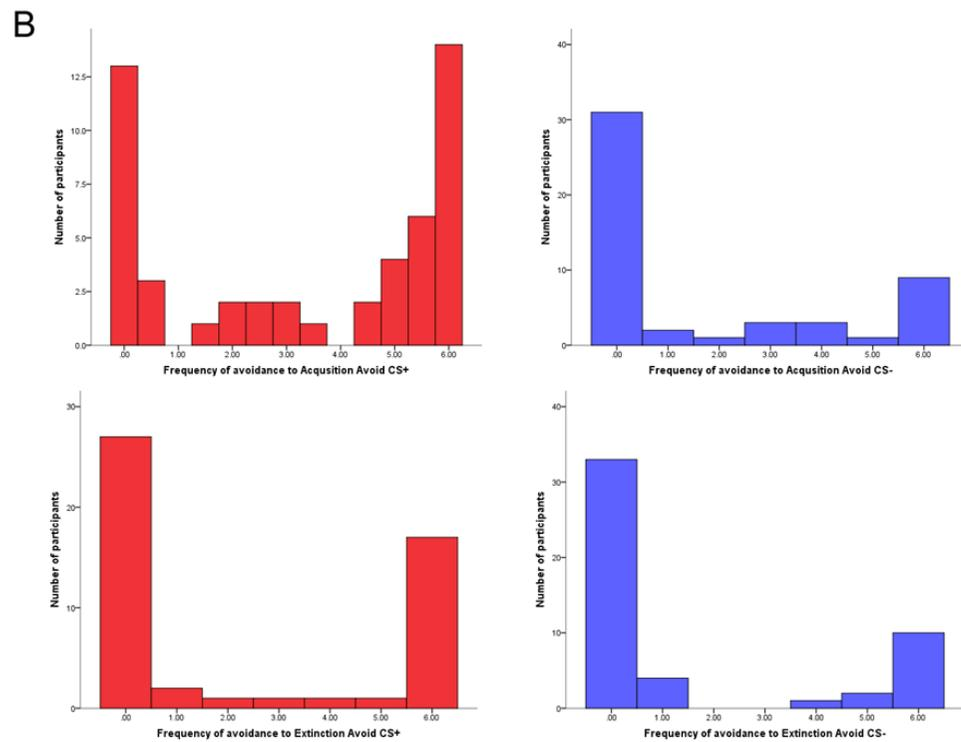 B
Number of participants
12.5
10.0
7.5
5.0
2.5
0.0
.00 1.00 2.00 3.00 4.00 5.00 6.00
Frequency of avoidance to Acqusition Avoid CS+
Number of participants
40
30
20
10
0
.00 1.00 2.00 3.00 4.00 5.00 6.00
Frequency of avoidance to Acqusition Avoid CS-
Number of participants
30
20
10
0
.00 1.00 2.00 3.00 4.00 5.00 6.00
Frequency of avoidance to Extinction Avoid CS+
Number of participants
40
30
20
10
0
.00 1.00 2.00 3.00 4.00 5.00 6.00
Frequency of avoidance to Extinction Avoid CS-